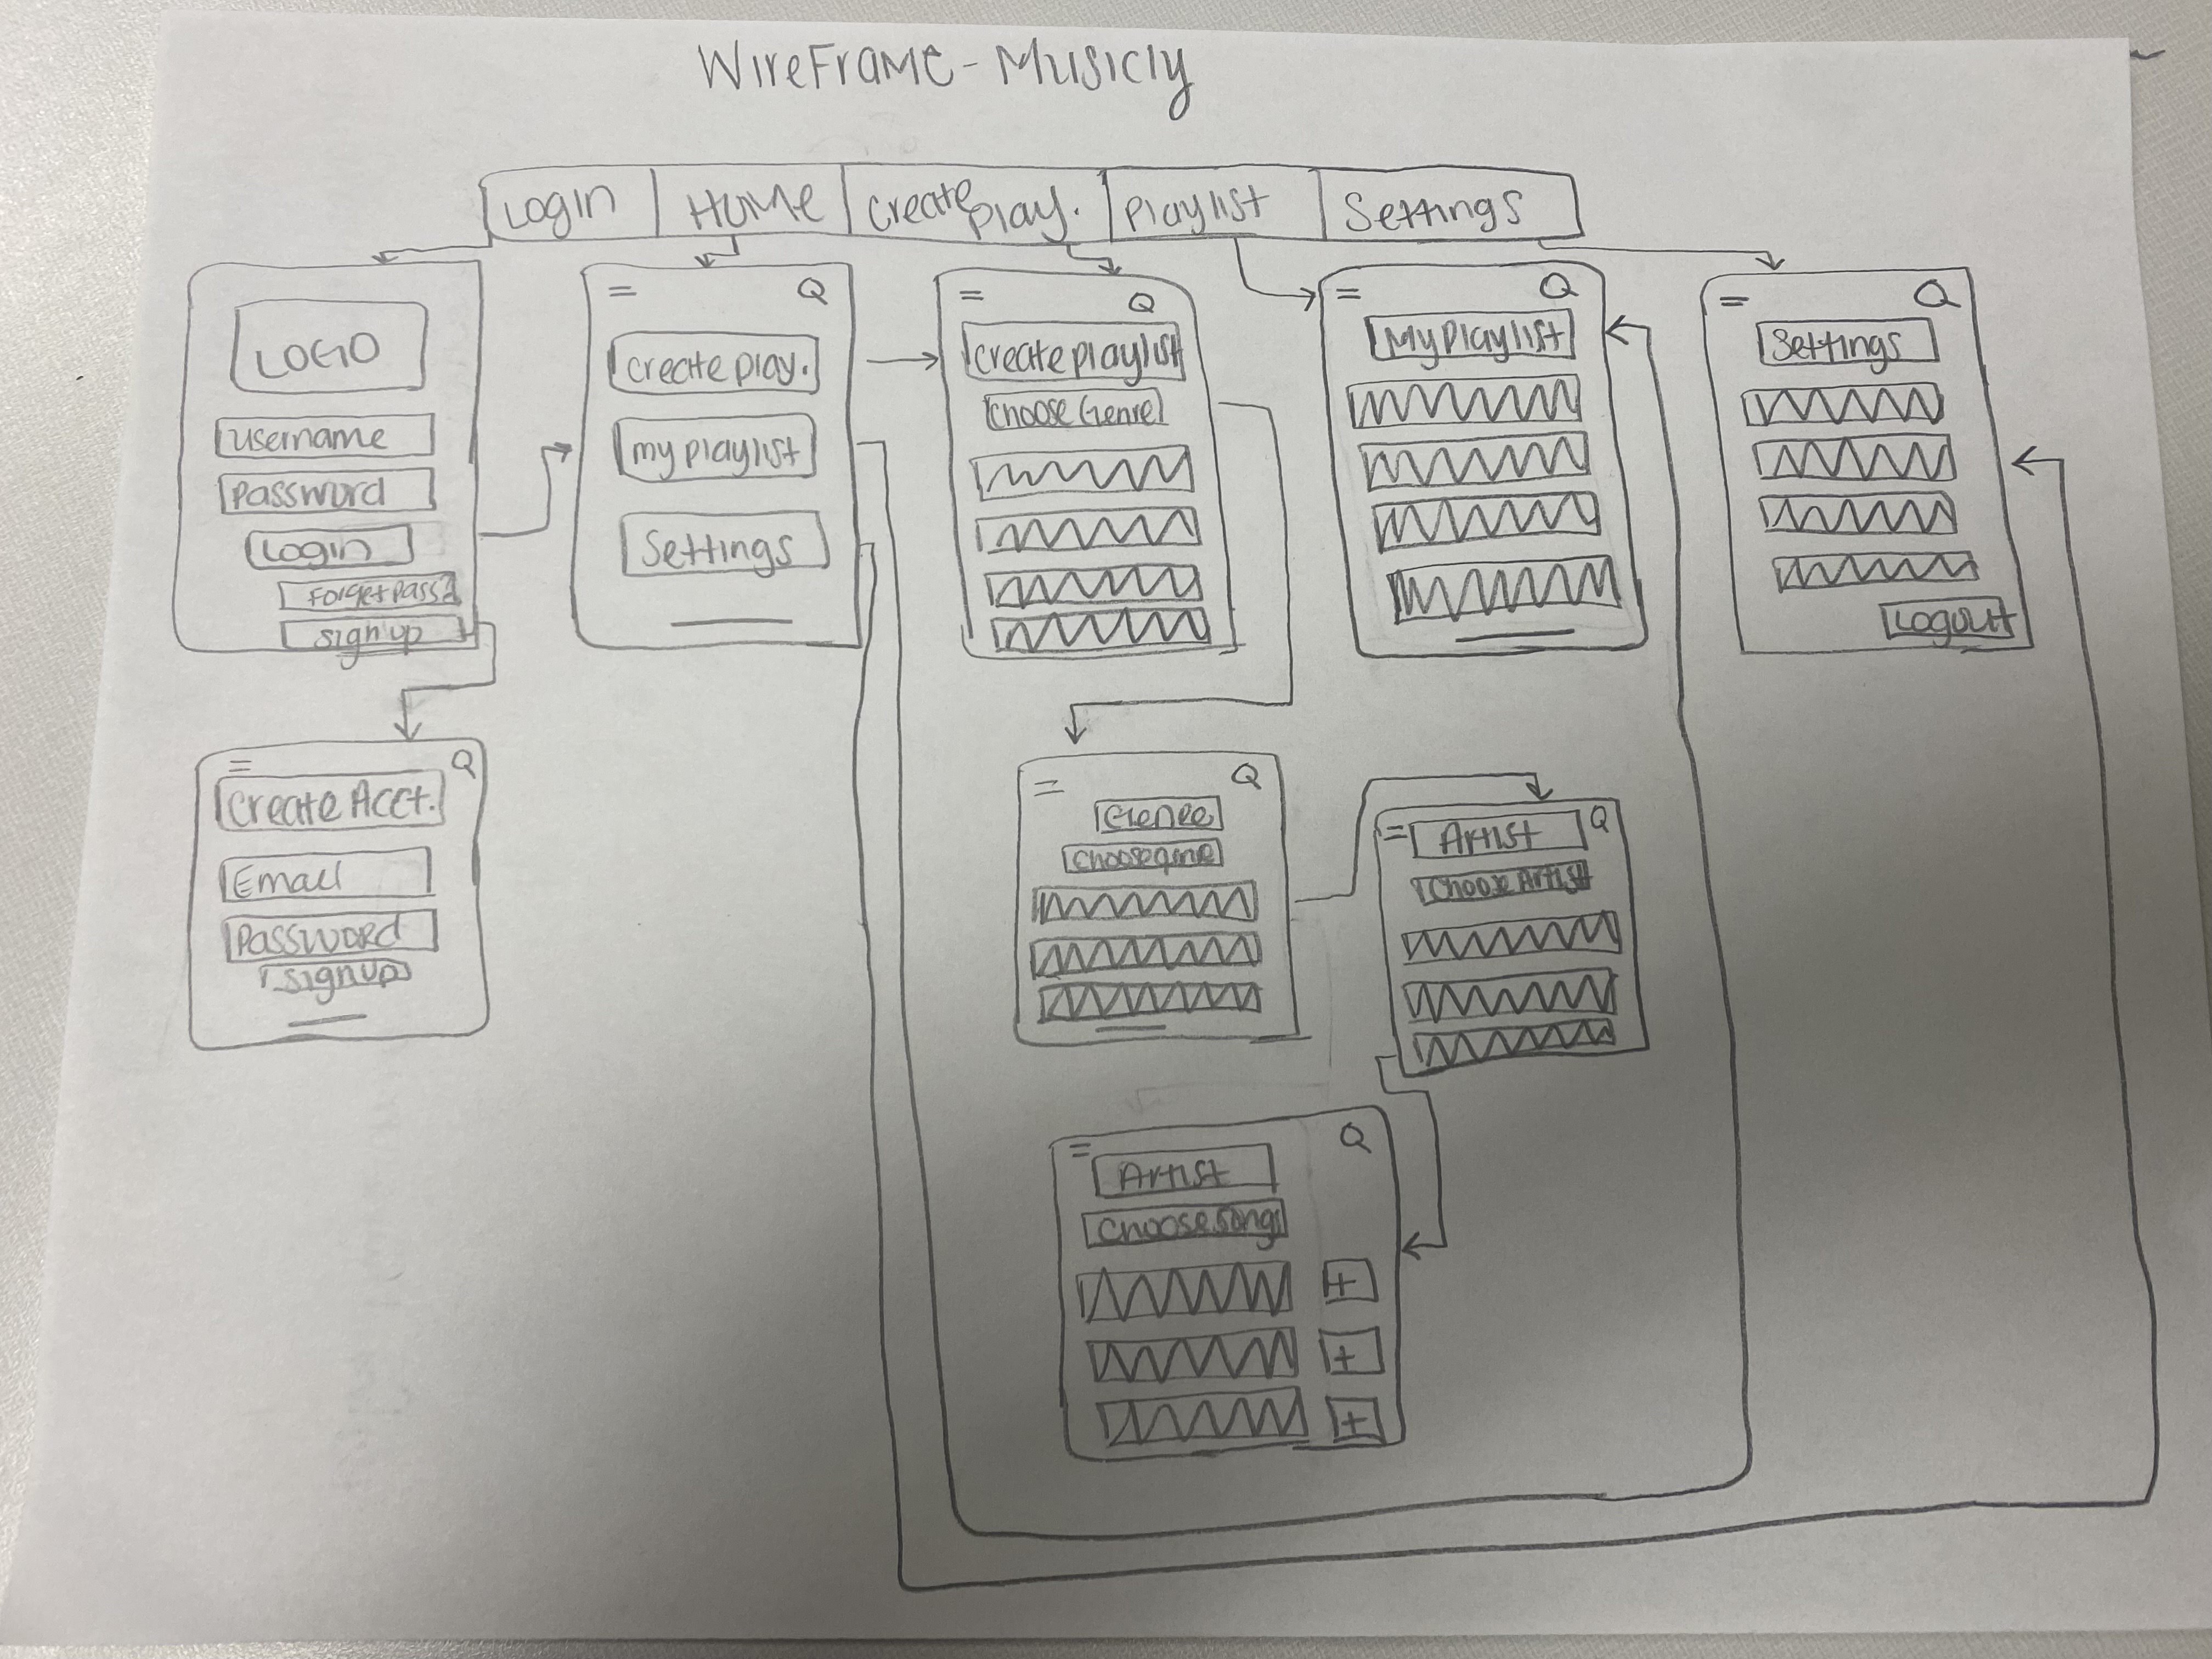 WireFrame - Musicly
Login
Home
Create Play.
Playlist
Settings
LOGO
Username
Password
Login
Forget Pass?
Sign up
Create play.
my playlist
Settings
Create playlist
Choose Genre
My Playlist
Settings
Logout
Create Acct.
Email
Password
Sign up
Genre
Choose genre
Artist
Choose Artist
Artist
Choose songs
+
+
+